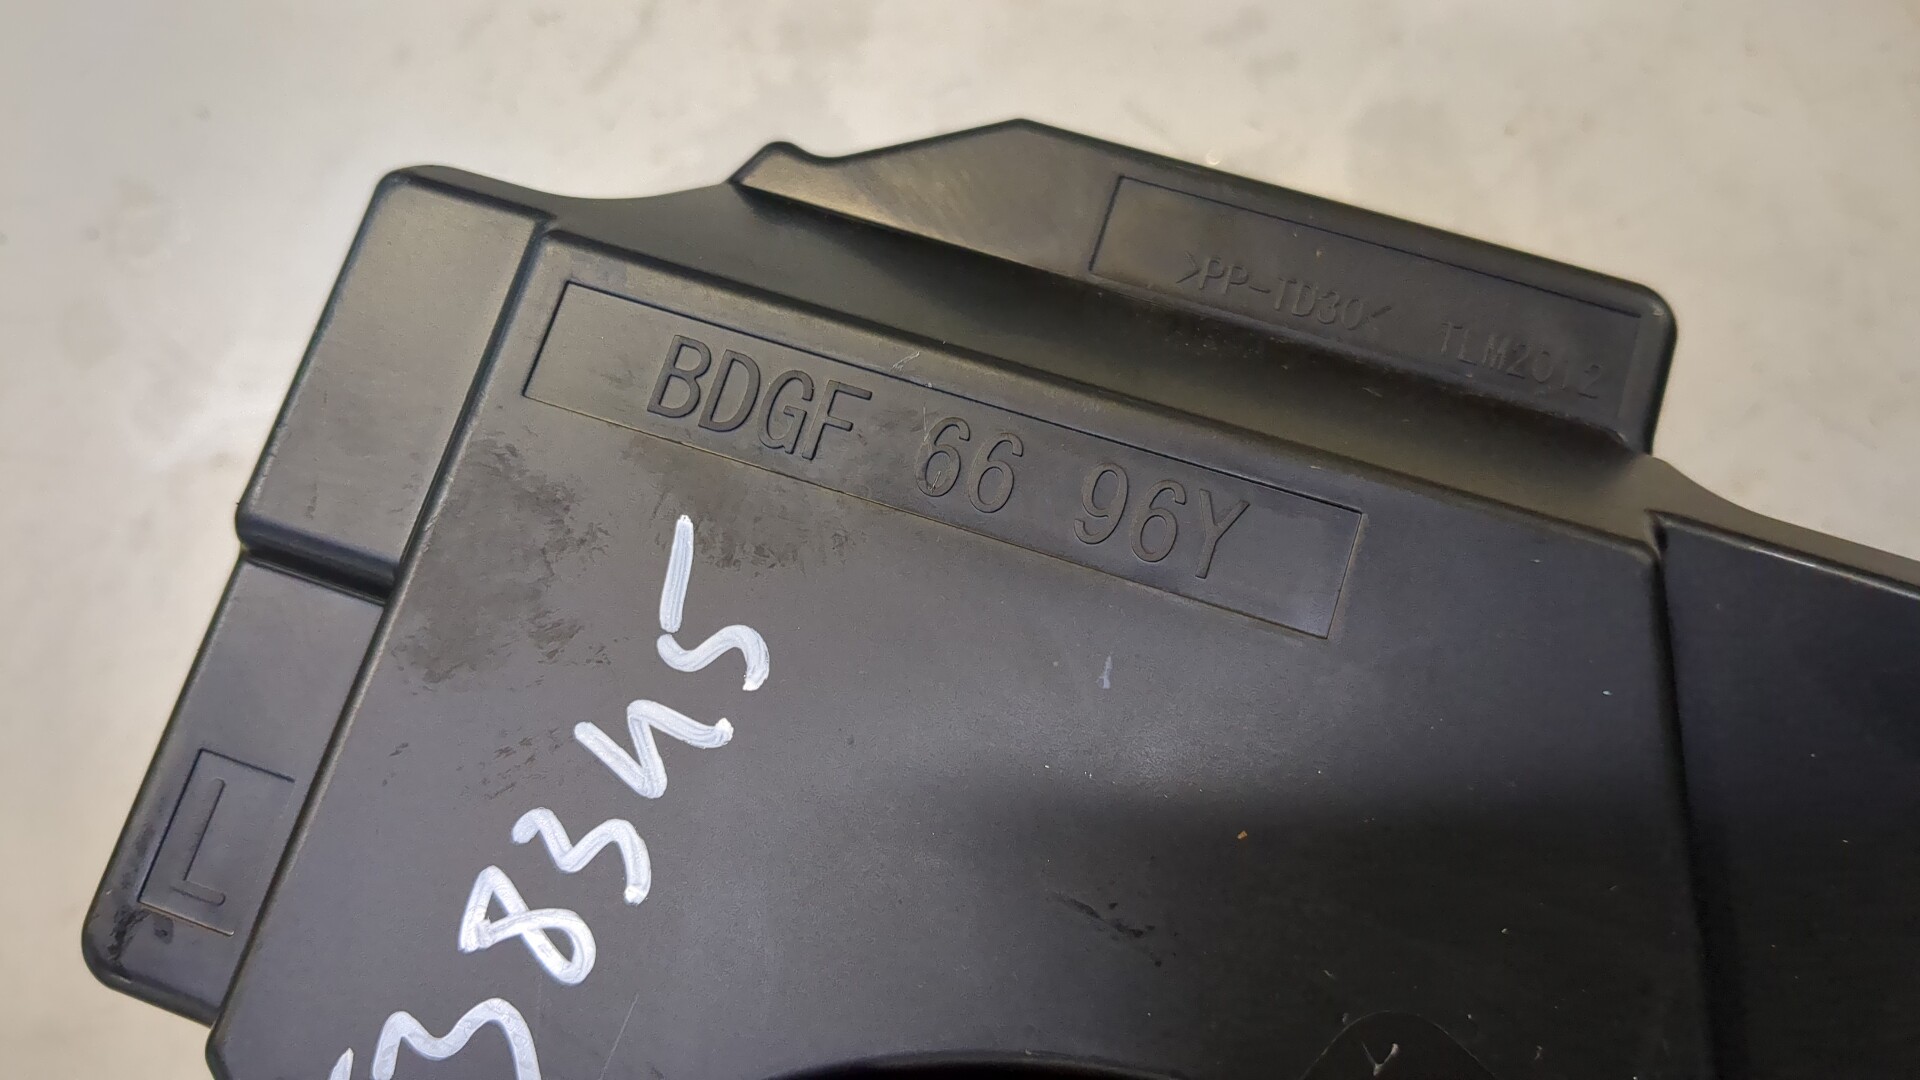 >PP-TD30< TLM2012
BDGF 66 96Y
L